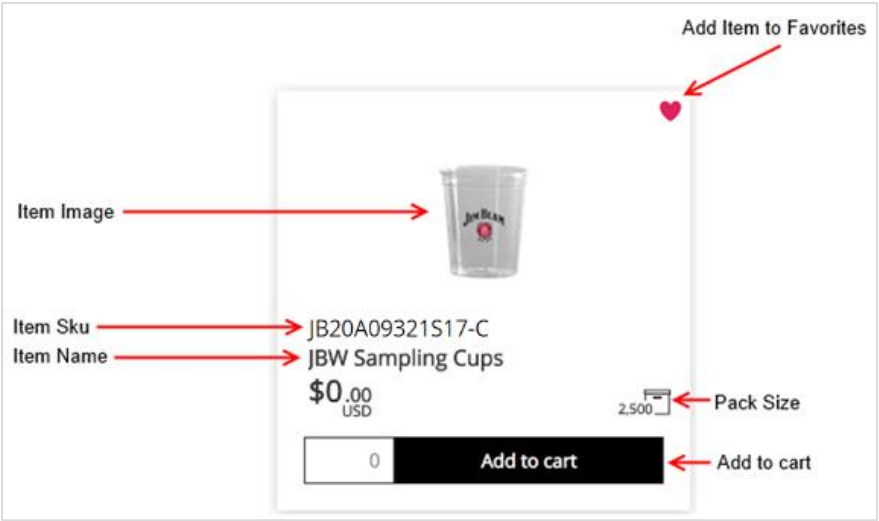 Add Item to Favorites
Item Image
JIM BEAM
Item Sku
JB20A09321S17-C
Item Name
JBW Sampling Cups
$0.00
USD
2,500
Pack Size
0
Add to cart
Add to cart